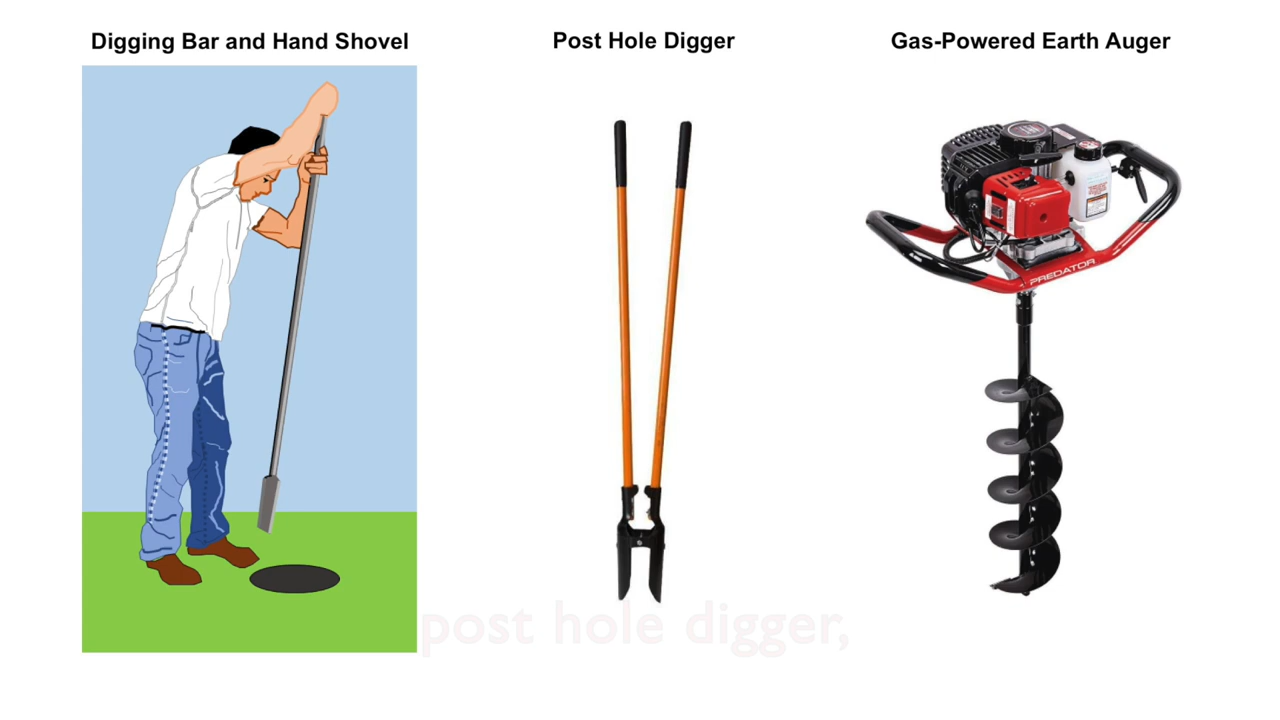 Digging Bar and Hand Shovel
Post Hole Digger
Gas-Powered Earth Auger
PREDATOR
post hole digger,